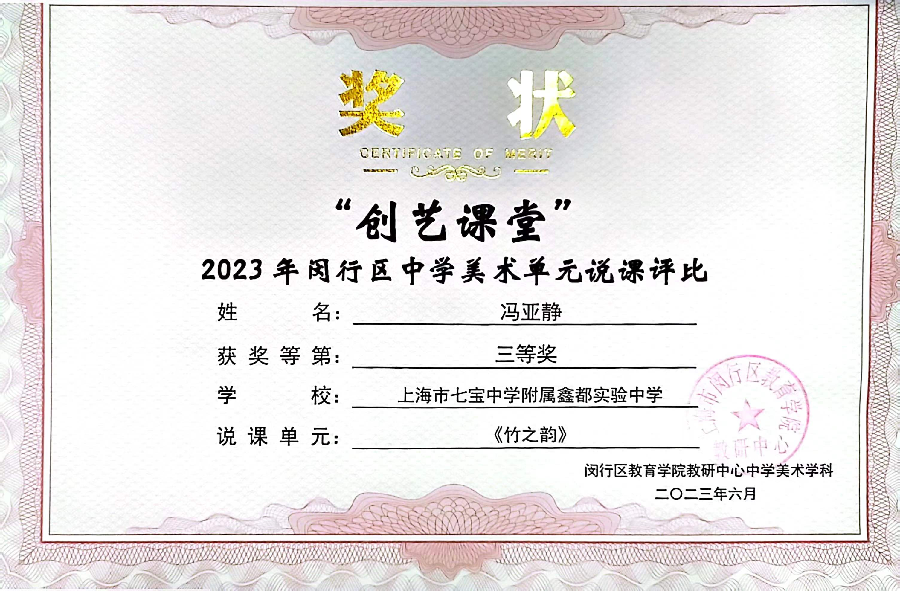 奖 状
CERTIFICATE OF MERIT
“创艺课堂”
2023年闵行区中学美术单元说课评比
姓名：冯亚静
获奖等第：三等奖
学校：上海市七宝中学附属鑫都实验中学
说课单元：《竹之韵》
上海市闵行区教育学院
教研中心
闵行区教育学院教研中心中学美术学科
二〇二三年六月